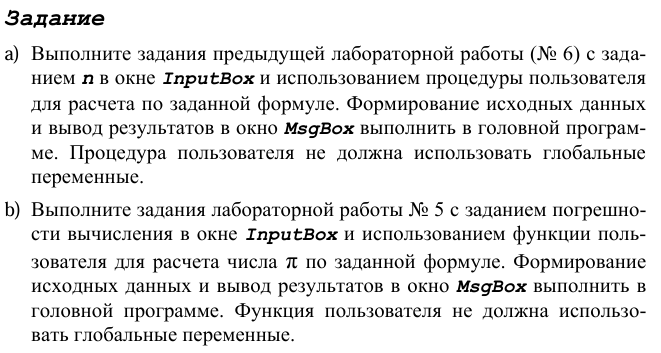 Задание
a) Выполните задания предыдущей лабораторной работы (№ 6) с зада-
нием n в окне InputBox и использованием процедуры пользователя
для расчета по заданной формуле. Формирование исходных данных
и вывод результатов в окно MsgBox выполнить в головной програм-
ме. Процедура пользователя не должна использовать глобальные
переменные.
b) Выполните задания лабораторной работы № 5 с заданием погрешно-
сти вычисления в окне InputBox и использованием функции поль-
зователя для расчета числа π по заданной формуле. Формирование
исходных данных и вывод результатов в окно MsgBox выполнить в
головной программе. Функция пользователя не должна использо-
вать глобальные переменные.